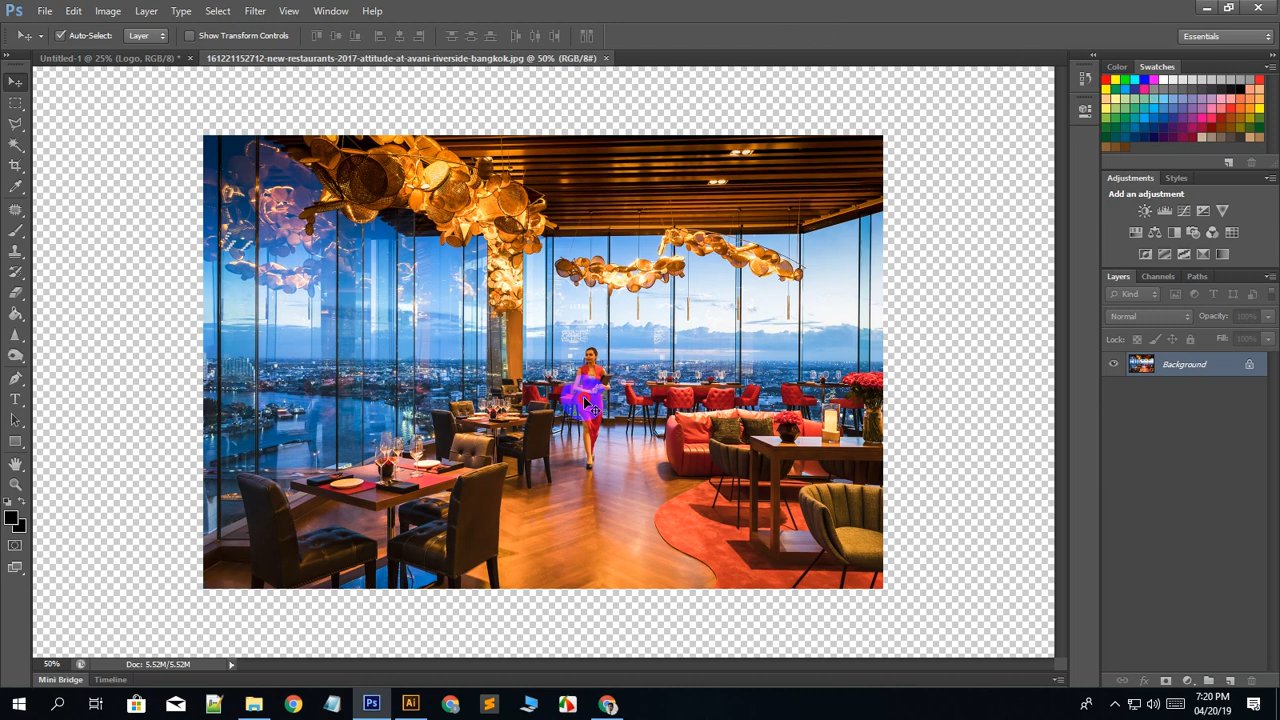 Ps File Edit Image Layer Type Select Filter View Window Help
Auto-Select: Layer Show Transform Controls Essentials
Untitled-1 @ 25% (Logo, RGB/8) * × 161221152712-new-restaurants-2017-attitude-at-avani-riverside-bangkok.jpg @ 50% (RGB/8#) ×
Color Swatches
Adjustments Styles
Add an adjustment
Layers Channels Paths
Kind
Normal Opacity: 100%
Lock: Fill: 100%
Background
50% Doc: 5.52M/5.52M
Mini Bridge Timeline
Ps Ai
7:20 PM
04/20/19